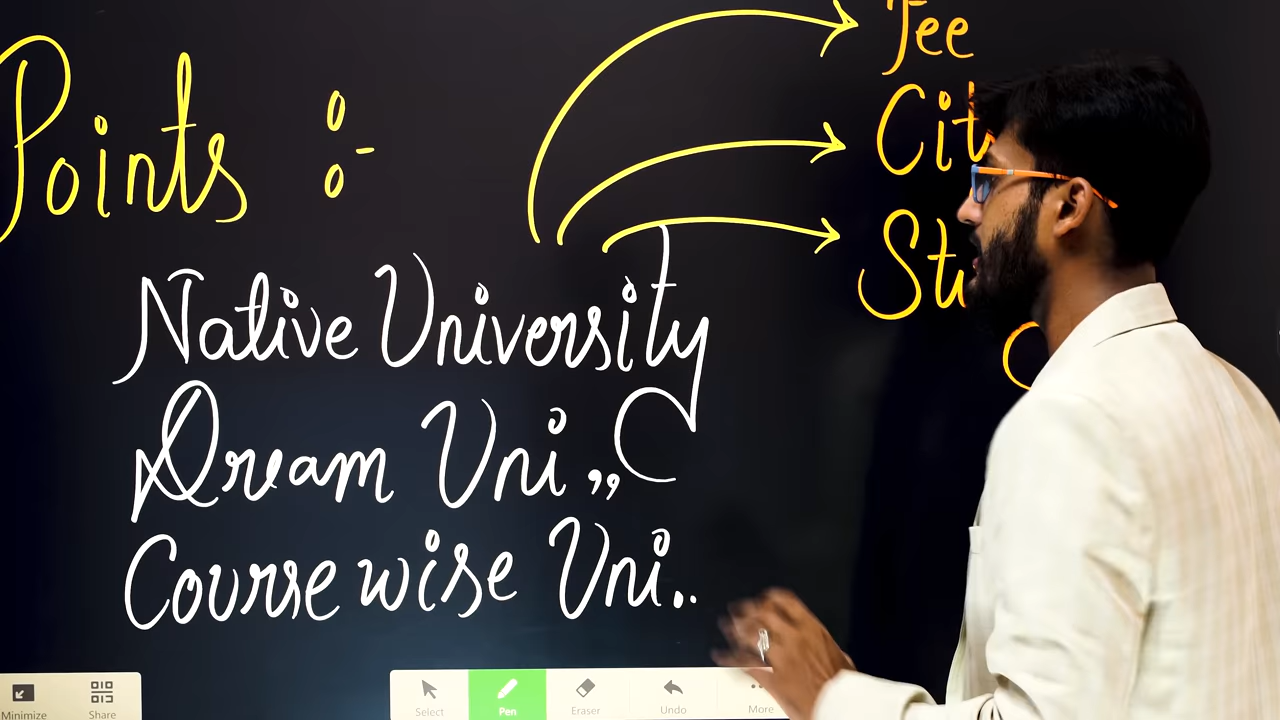 Points :-
Fee
Native University
Dream Uni ,,
Course wise Uni..
Minimize
Share
Select
Pen
Eraser
Undo
More